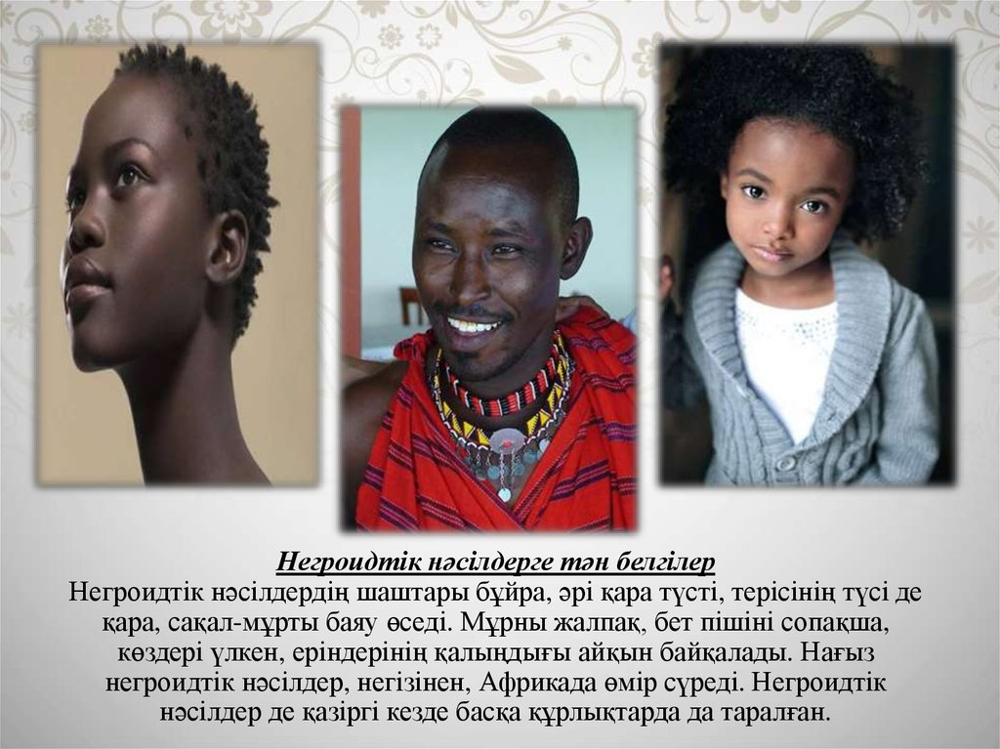 Негроидтік нәсілдерге тән белгілер
Негроидтік нәсілдердің шаштары бұйра, әрі қара түсті, терісінің түсі де
қара, сақал-мұрты баяу өседі. Мұрны жалпақ, бет пішіні сопақша,
көздері үлкен, еріндерінің қалыңдығы айқын байқалады. Нағыз
негроидтік нәсілдер, негізінен, Африкада өмір сүреді. Негроидтік
нәсілдер де қазіргі кезде басқа құрлықтарда да таралған.